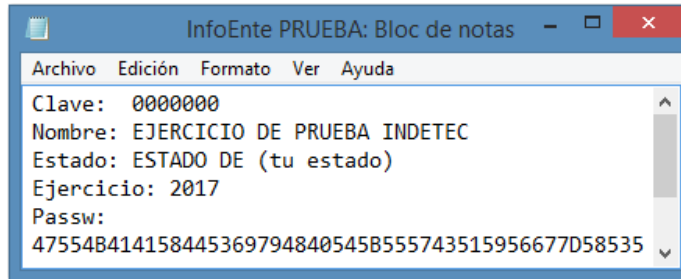 InfoEnte PRUEBA: Bloc de notas
Archivo Edición Formato Ver Ayuda
Clave: 0000000
Nombre: EJERCICIO DE PRUEBA INDETEC
Estado: ESTADO DE (tu estado)
Ejercicio: 2017
Passw:
47554B414158445369794840545B555743515956677D58535